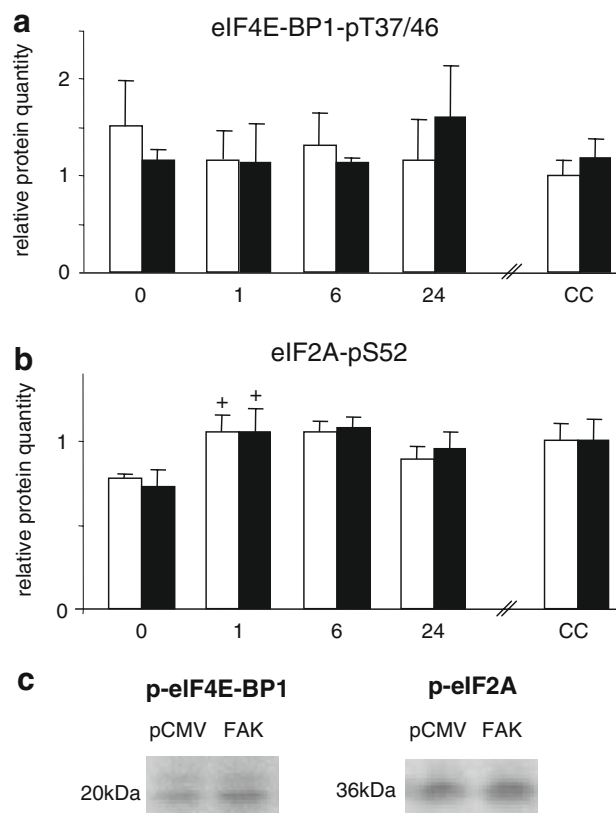 a
eIF4E-BP1-pT37/46
relative protein quantity
2
1
0
0 1 6 24 CC
b
eIF2A-pS52
relative protein quantity
+ +
1
0
0 1 6 24 CC
c
p-eIF4E-BP1 p-eIF2A
pCMV FAK pCMV FAK
20kDa 36kDa